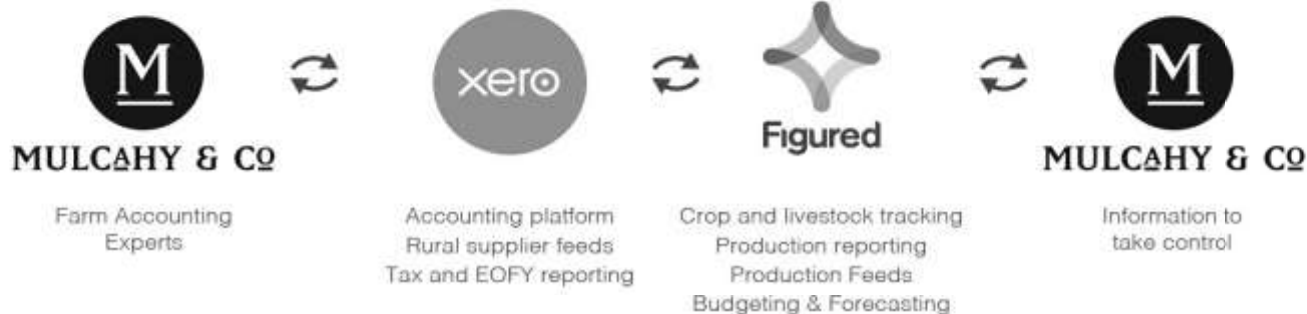 M
MULCAHY & CO
Farm Accounting
Experts
xero
Accounting platform
Rural supplier feeds
Tax and EOFY reporting
Figured
Crop and livestock tracking
Production reporting
Production Feeds
Budgeting & Forecasting
M
MULCAHY & CO
Information to
take control